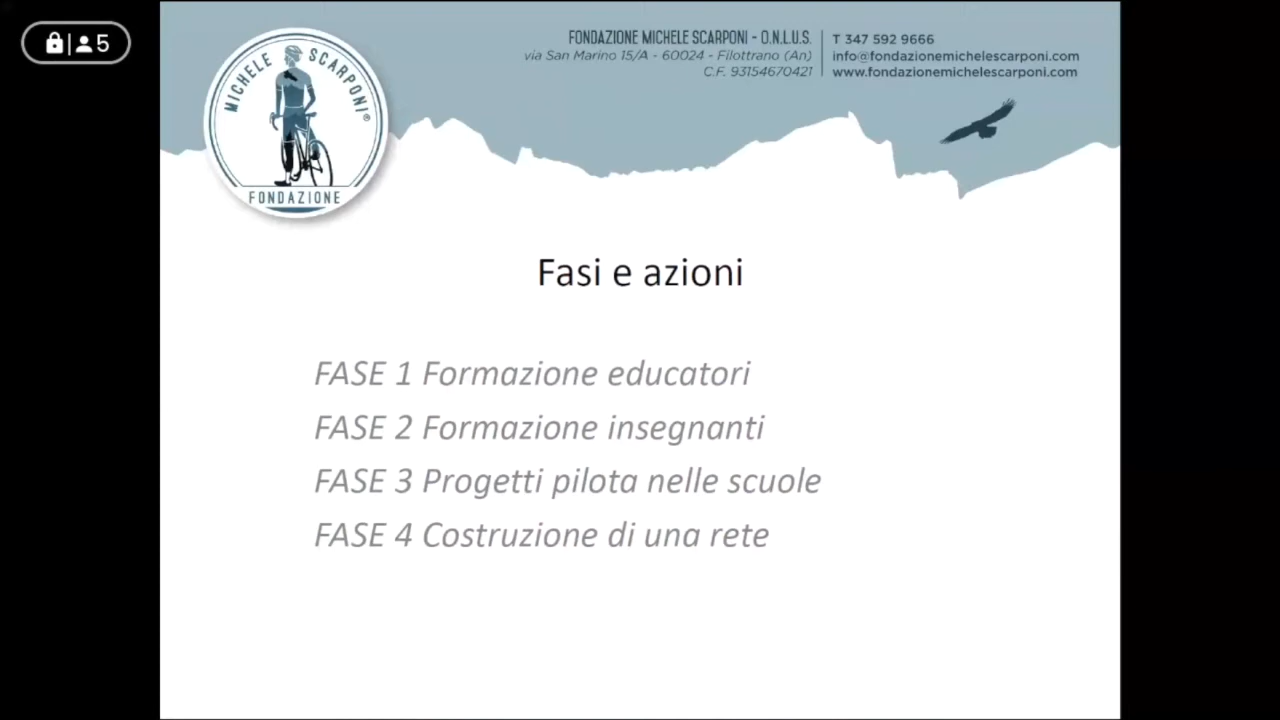 5
MICHELE SCARPONI®
FONDAZIONE
FONDAZIONE MICHELE SCARPONI - O.N.L.U.S.
via San Marino 15/A - 60024 - Filottrano (An)
C.F. 93154670421
T 347 592 9666
info@fondazionemichelescarponi.com
www.fondazionemichelescarponi.com
Fasi e azioni
FASE 1 Formazione educatori
FASE 2 Formazione insegnanti
FASE 3 Progetti pilota nelle scuole
FASE 4 Costruzione di una rete